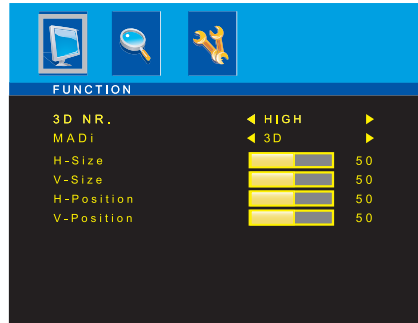 FUNCTION
3D NR. HIGH
MADi 3D
H-Size 50
V-Size 50
H-Position 50
V-Position 50